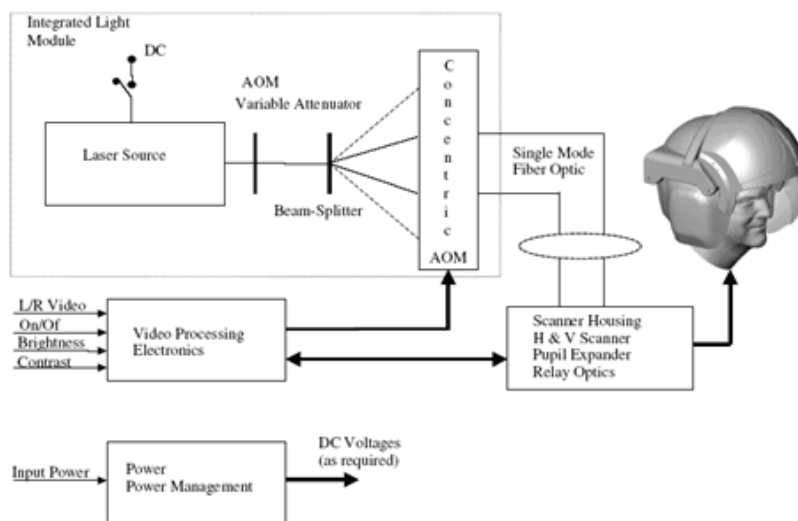 Integrated Light
Module
DC
AOM
Variable Attenuator
Laser Source
Beam-Splitter
Concentric
AOM
Single Mode
Fiber Optic
L/R Video
On/Of
Brightness
Contrast
Video Processing
Electronics
Scanner Housing
H & V Scanner
Pupil Expander
Relay Optics
Input Power
Power
Power Management
DC Voltages
(as required)